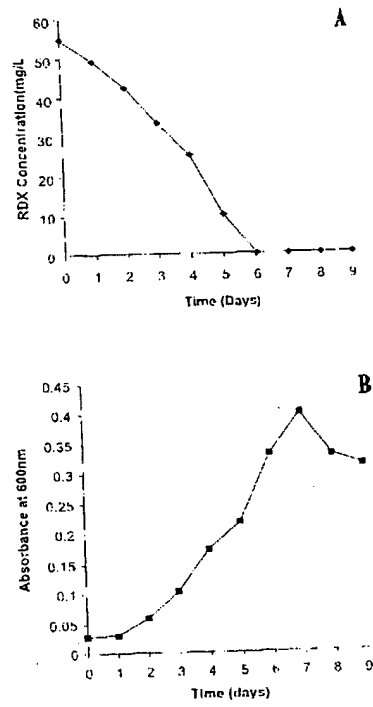 A
RDX Concentration(mg/L
60
50
40
30
20
10
0
0 1 2 3 4 5 6 7 8 9
Time (Days)
B
Absorbance at 600nm
0.45
0.4
0.35
0.3
0.25
0.2
0.15
0.1
0.05
0
0 1 2 3 4 5 6 7 8 9
Time (days)